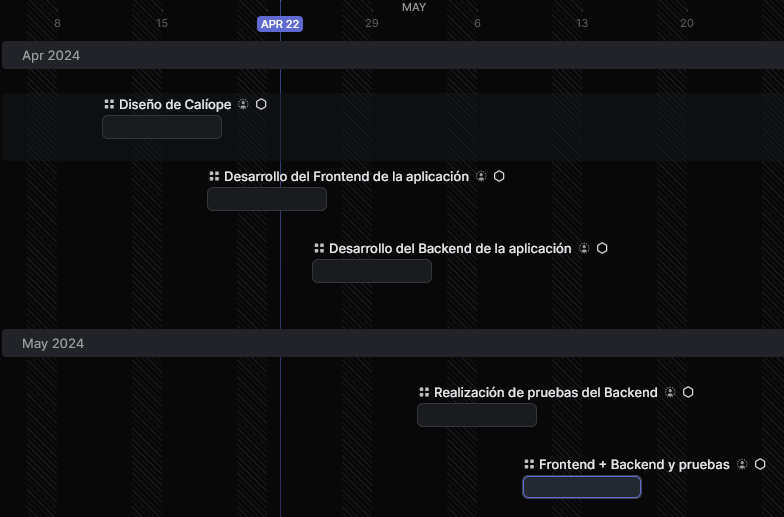 MAY
8 15 APR 22 29 6 13 20
Apr 2024
Diseño de Calíope
Desarrollo del Frontend de la aplicación
Desarrollo del Backend de la aplicación
May 2024
Realización de pruebas del Backend
Frontend + Backend y pruebas